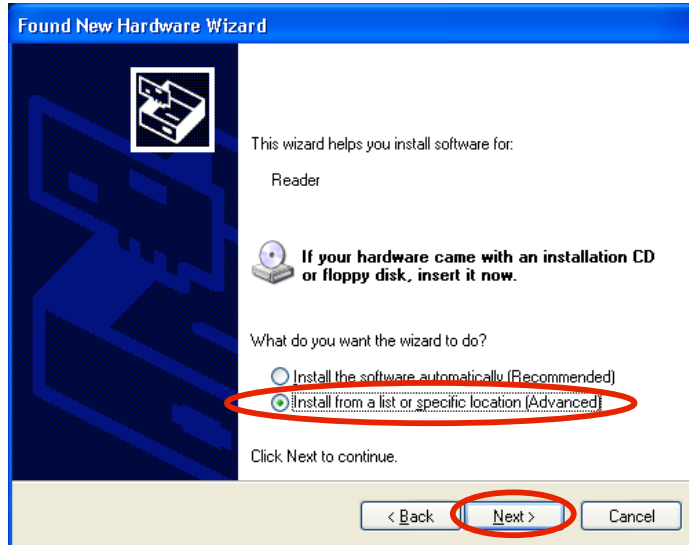 Found New Hardware Wizard
This wizard helps you install software for:
Reader
If your hardware came with an installation CD
or floppy disk, insert it now.
What do you want the wizard to do?
Install the software automatically (Recommended)
Install from a list or specific location (Advanced)
Click Next to continue.
< Back
Next >
Cancel